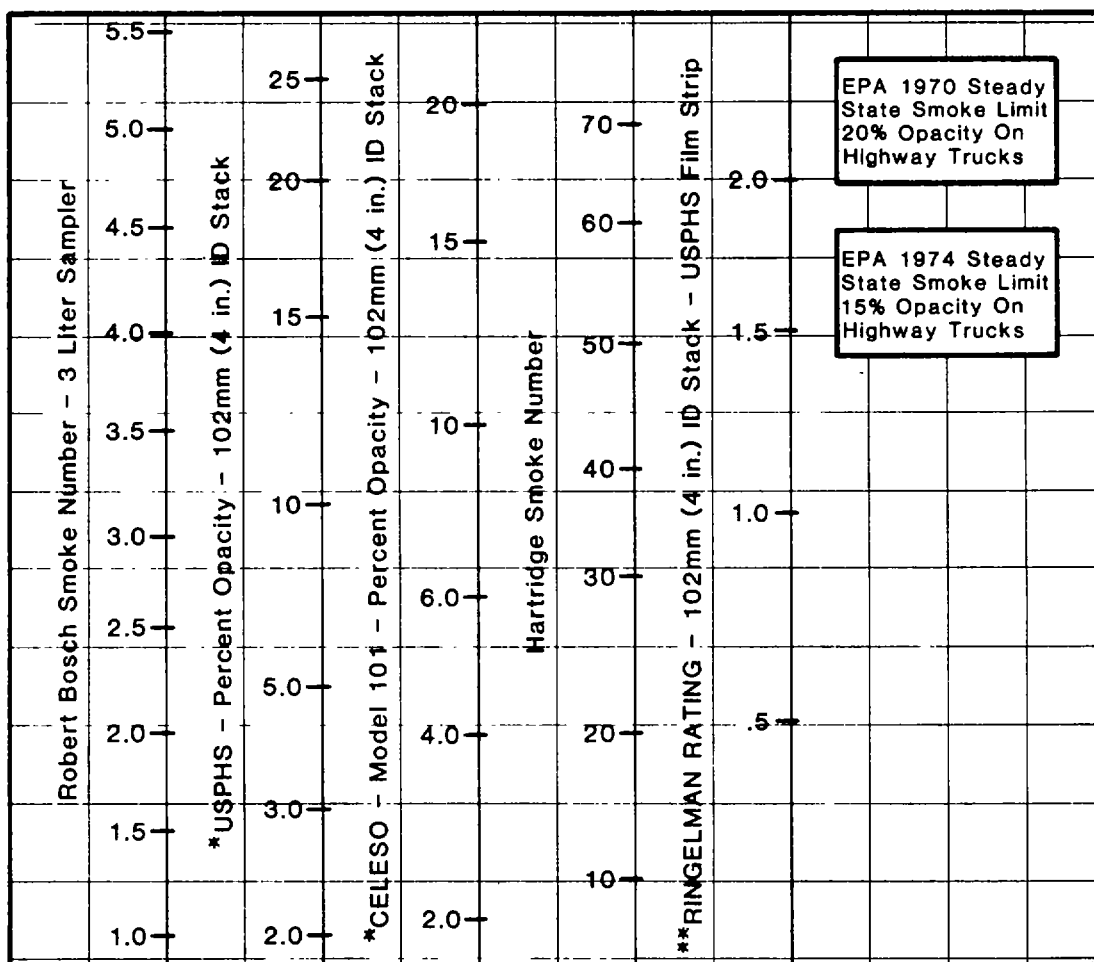 Robert Bosch Smoke Number - 3 Liter Sampler
5.5
5.0
4.5
4.0
3.5
3.0
2.5
2.0
1.5
1.0
*USPHS - Percent Opacity - 102mm (4 in.) ID Stack
25
20
15
10
5.0
3.0
2.0
*CELESO - Model 101 - Percent Opacity - 102mm (4 in.) ID Stack
20
15
10
6.0
4.0
2.0
Hartridge Smoke Number
70
60
50
40
30
20
10
**RINGELMAN RATING - 102mm (4 in.) ID Stack - USPHS Film Strip
2.0
1.5
1.0
.5
EPA 1970 Steady
State Smoke Limit
20% Opacity On
Highway Trucks
EPA 1974 Steady
State Smoke Limit
15% Opacity On
Highway Trucks